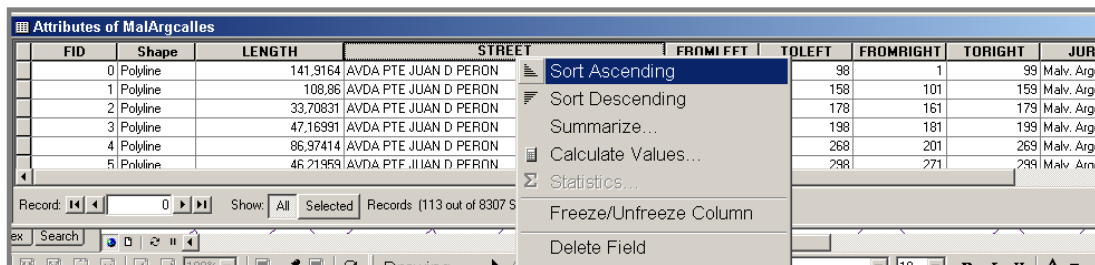 Attributes of MalArgcalles
FID Shape LENGTH STREET FROMLEFT TOLEFT FROMRIGHT TORIGHT JUR
0 Polyline 141,9164 AVDA PTE JUAN D PERON 98 1 99 Malv. Arg
1 Polyline 108,86 AVDA PTE JUAN D PERON 158 101 159 Malv. Arg
2 Polyline 33,70831 AVDA PTE JUAN D PERON 178 161 179 Malv. Arg
3 Polyline 47,16991 AVDA PTE JUAN D PERON 198 181 199 Malv. Arg
4 Polyline 86,97414 AVDA PTE JUAN D PERON 268 201 269 Malv. Arg
5 Polyline 46,21959 AVDA PTE JUAN D PERON 298 271 299 Malv. Arg
Sort Ascending
Sort Descending
Summarize...
Calculate Values...
Σ Statistics...
Freeze/Unfreeze Column
Delete Field
Record: 0 Show: All Selected Records (113 out of 8307 S
ex Search
Drawing
100%
10
B I U A